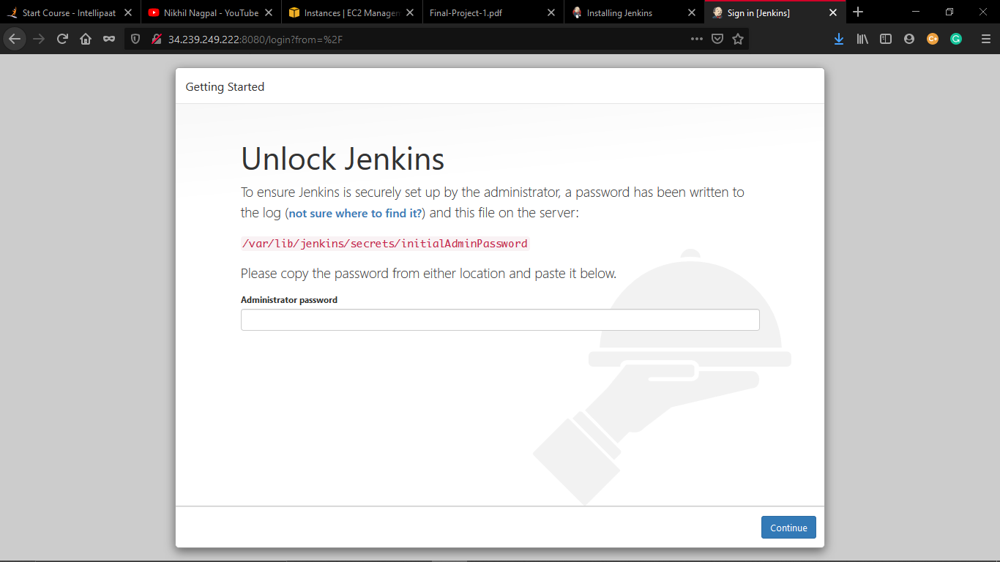 Start Course - Intellipaat
Nikhil Nagpal - YouTube
Instances | EC2 Managem
Final-Project-1.pdf
Installing Jenkins
Sign in [Jenkins]
34.239.249.222:8080/login?from=%2F
Getting Started
Unlock Jenkins
To ensure Jenkins is securely set up by the administrator, a password has been written to
the log (not sure where to find it?) and this file on the server:
/var/lib/jenkins/secrets/initialAdminPassword
Please copy the password from either location and paste it below.
Administrator password
Continue